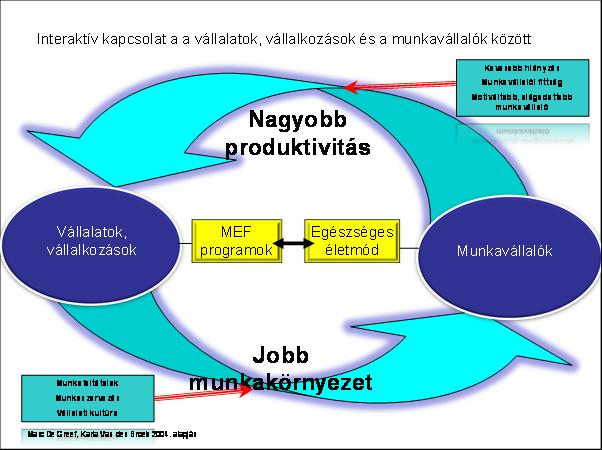 Interaktív kapcsolat a a vállalatok, vállalkozások és a munkavállalók között
Kevesebb hiányzás
Munkavállalói fittség
Motiváltabb, elégedettebb
munkavállaló
Nagyobb
produktivitás
Vállalatok,
vállalkozások
MEF
programok
Egészséges
életmód
Munkavállalók
Jobb
munkakörnyezet
Munkafeltételek
Munkaszervezés
Vállalati kultúra
Marc De Greef, Karla Van den Broek 2004. alapján